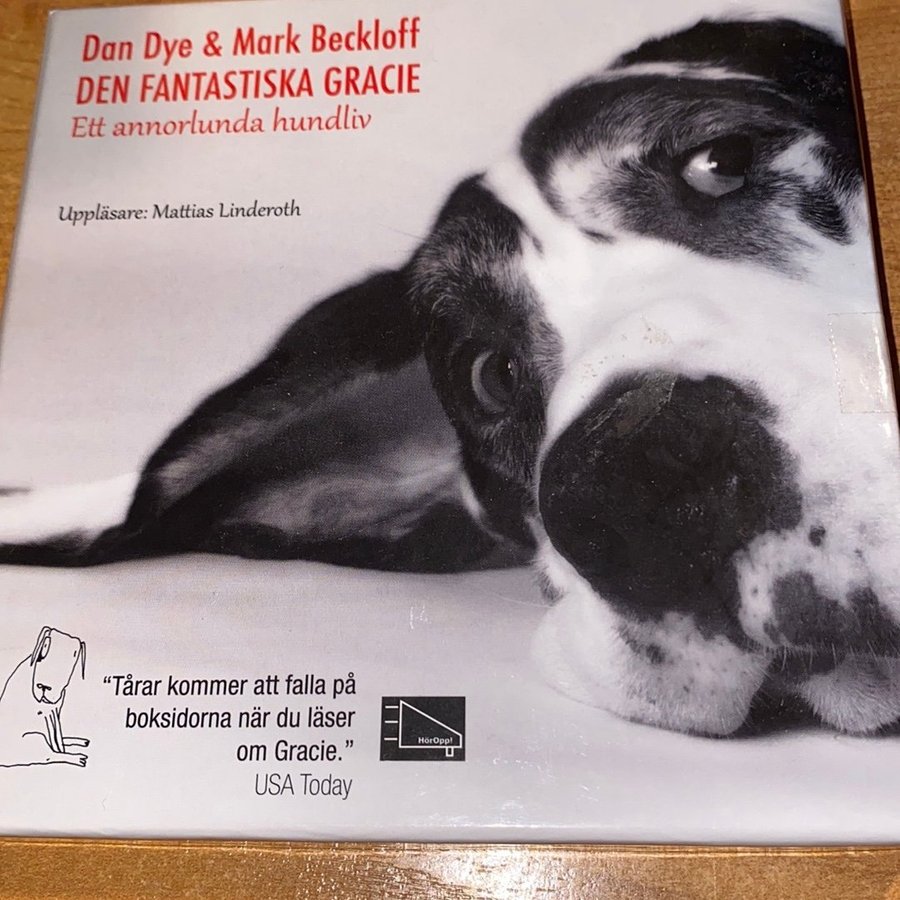 Dan Dye & Mark Beckloff
DEN FANTASTISKA GRACIE
Ett annorlunda hundliv
Uppläsare: Mattias Linderoth
“Tårar kommer att falla på
boksidorna när du läser
om Gracie.”
USA Today
HörOpp!